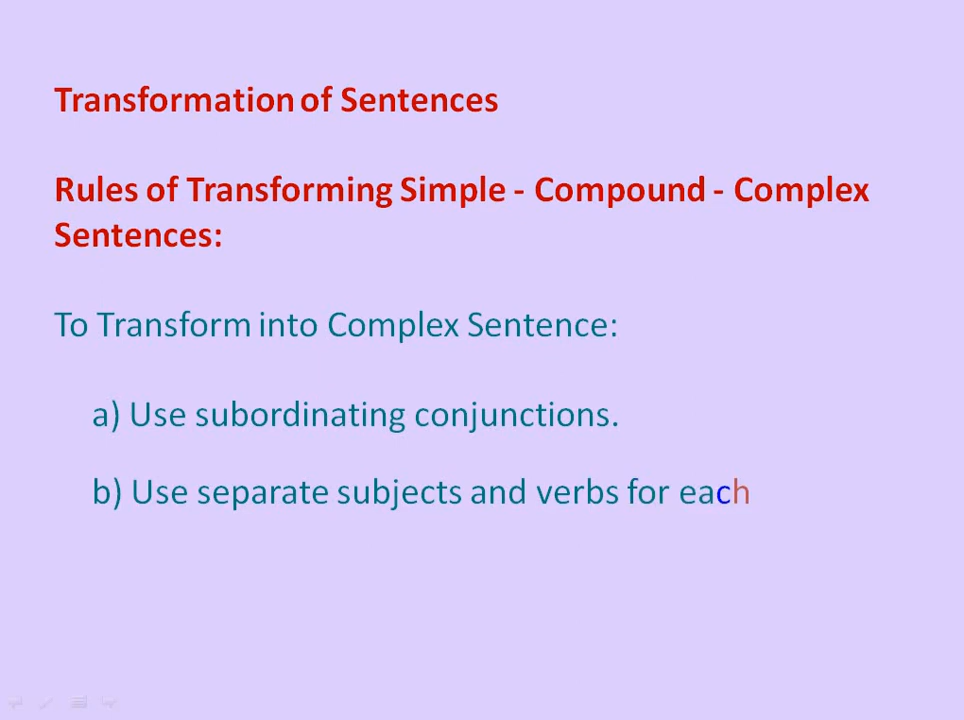 Transformation of Sentences
Rules of Transforming Simple - Compound - Complex
Sentences:
To Transform into Complex Sentence:
a) Use subordinating conjunctions.
b) Use separate subjects and verbs for each